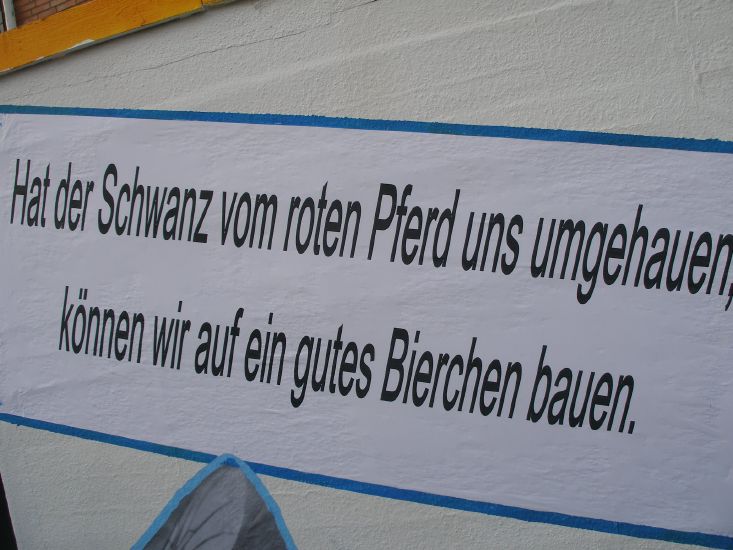 Hat der Schwanz vom roten Pferd uns umgehauen,
können wir auf ein gutes Bierchen bauen.